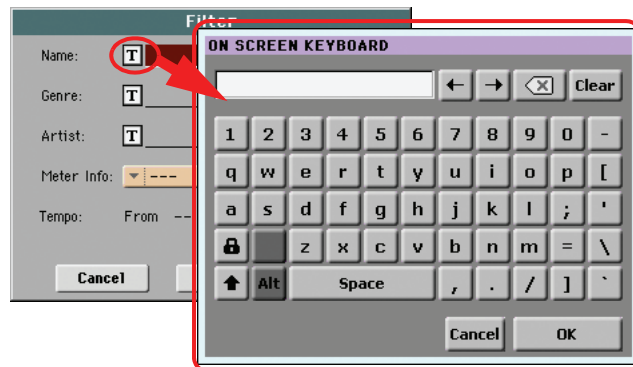 Filter
Name: T
Genre: T
Artist: T
Meter Info: ---
Tempo: From --
Cancel
ON SCREEN KEYBOARD
← → Clear
1 2 3 4 5 6 7 8 9 0 -
q w e r t y u i o p [
a s d f g h j k l ; '
z x c v b n m = \
Alt Space , . / ] `
Cancel OK